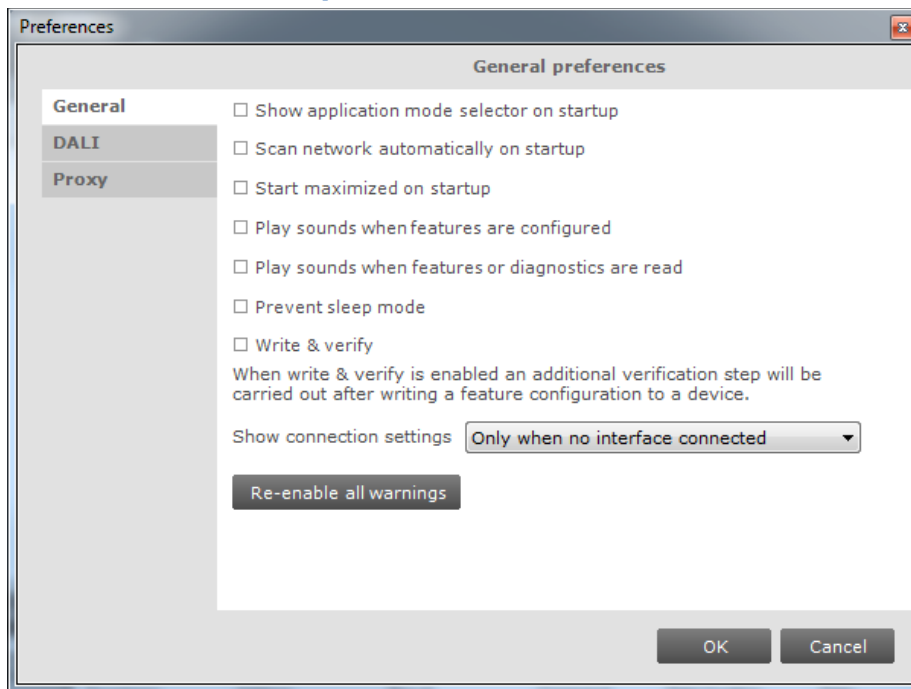 Preferences
General preferences
General
DALI
Proxy
Show application mode selector on startup
Scan network automatically on startup
Start maximized on startup
Play sounds when features are configured
Play sounds when features or diagnostics are read
Prevent sleep mode
Write & verify
When write & verify is enabled an additional verification step will be
carried out after writing a feature configuration to a device.
Show connection settings Only when no interface connected
Re-enable all warnings
OK Cancel